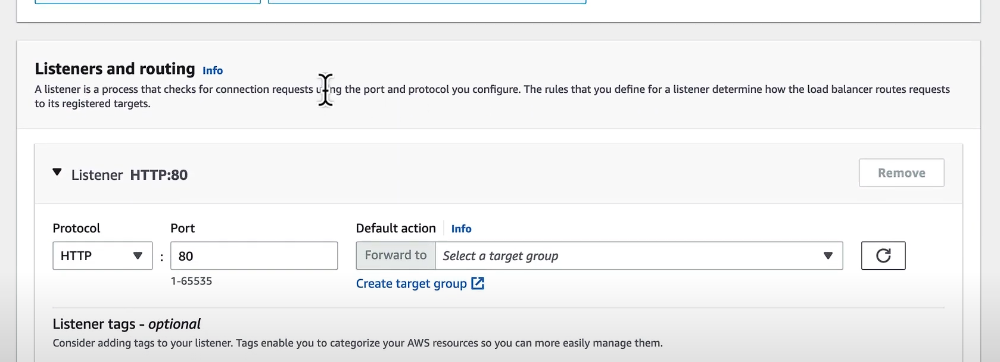 Listeners and routing Info
A listener is a process that checks for connection requests using the port and protocol you configure. The rules that you define for a listener determine how the load balancer routes requests
to its registered targets.
Listener HTTP:80
Remove
Protocol
Port
Default action
Info
HTTP
:
80
Forward to
Select a target group
1-65535
Create target group
Listener tags - optional
Consider adding tags to your listener. Tags enable you to categorize your AWS resources so you can more easily manage them.